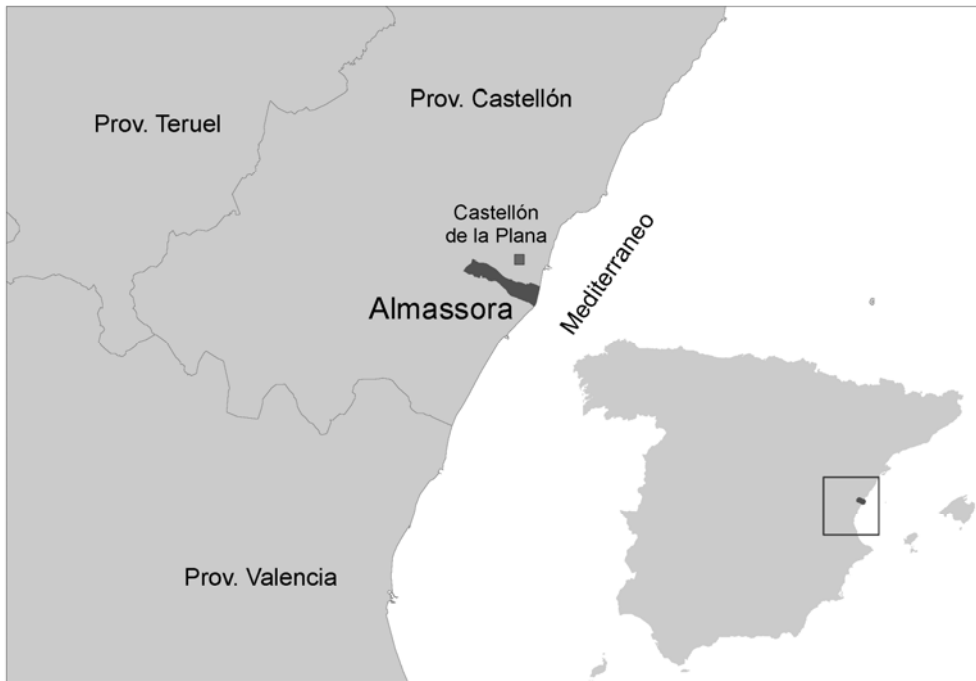 Prov. Castellón
Prov. Teruel
Castellón
de la Plana
Almassora
Mediterraneo
Prov. Valencia